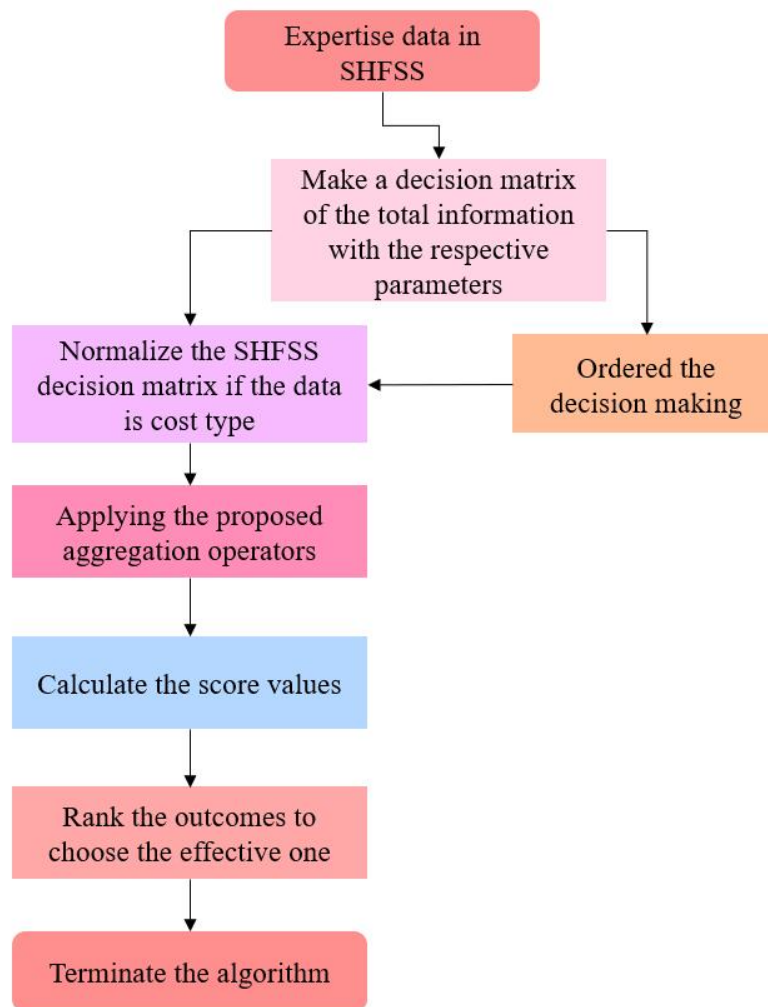 Expertise data in
SHFSS
Make a decision matrix
of the total information
with the respective
parameters
Normalize the SHFSS
decision matrix if the data
is cost type
Ordered the
decision making
Applying the proposed
aggregation operators
Calculate the score values
Rank the outcomes to
choose the effective one
Terminate the algorithm